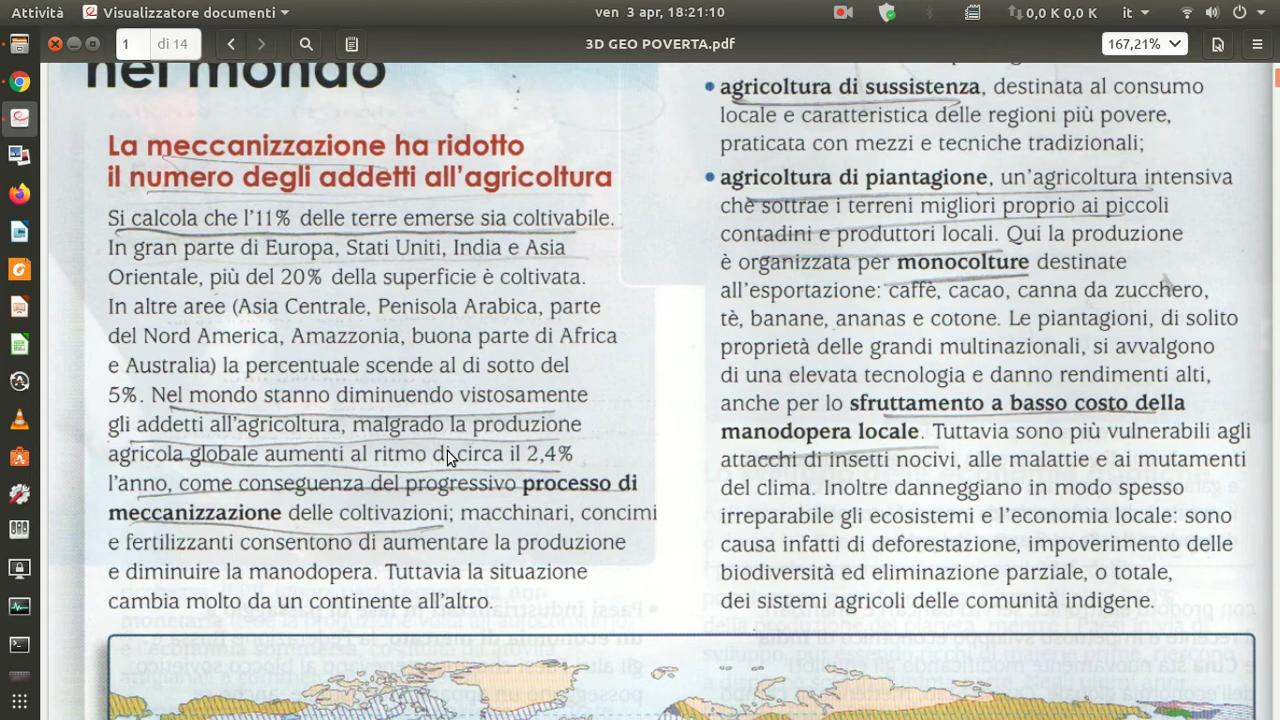 Attività
Visualizzatore documenti
ven 3 apr, 18:21:10
0,0 K 0,0 K
it
1
di 14
3D GEO POVERTA.pdf
167,21%
nel mondo
La meccanizzazione ha ridotto
il numero degli addetti all'agricoltura
Si calcola che l'11% delle terre emerse sia coltivabile.
In gran parte di Europa, Stati Uniti, India e Asia
Orientale, più del 20% della superficie è coltivata.
In altre aree (Asia Centrale, Penisola Arabica, parte
del Nord America, Amazzonia, buona parte di Africa
e Australia) la percentuale scende al di sotto del
5%. Nel mondo stanno diminuendo vistosamente
gli addetti all'agricoltura, malgrado la produzione
agricola globale aumenti al ritmo di circa il 2,4%
l'anno, come conseguenza del progressivo processo di
meccanizzazione delle coltivazioni; macchinari, concimi
e fertilizzanti consentono di aumentare la produzione
e diminuire la manodopera. Tuttavia la situazione
cambia molto da un continente all'altro.
agricoltura di sussistenza, destinata al consumo
locale e caratteristica delle regioni più povere,
praticata con mezzi e tecniche tradizionali;
agricoltura di piantagione, un'agricoltura intensiva
che sottrae i terreni migliori proprio ai piccoli
contadini e produttori locali. Qui la produzione
è organizzata per monocolture destinate
all'esportazione: caffè, cacao, canna da zucchero,
tè, banane, ananas e cotone. Le piantagioni, di solito
proprietà delle grandi multinazionali, si avvalgono
di una elevata tecnologia e danno rendimenti alti,
anche per lo sfruttamento a basso costo della
manodopera locale. Tuttavia sono più vulnerabili agli
attacchi di insetti nocivi, alle malattie e ai mutamenti
del clima. Inoltre danneggiano in modo spesso
irreparabile gli ecosistemi e l'economia locale: sono
causa infatti di deforestazione, impoverimento delle
biodiversità ed eliminazione parziale, o totale,
dei sistemi agricoli delle comunità indigene.